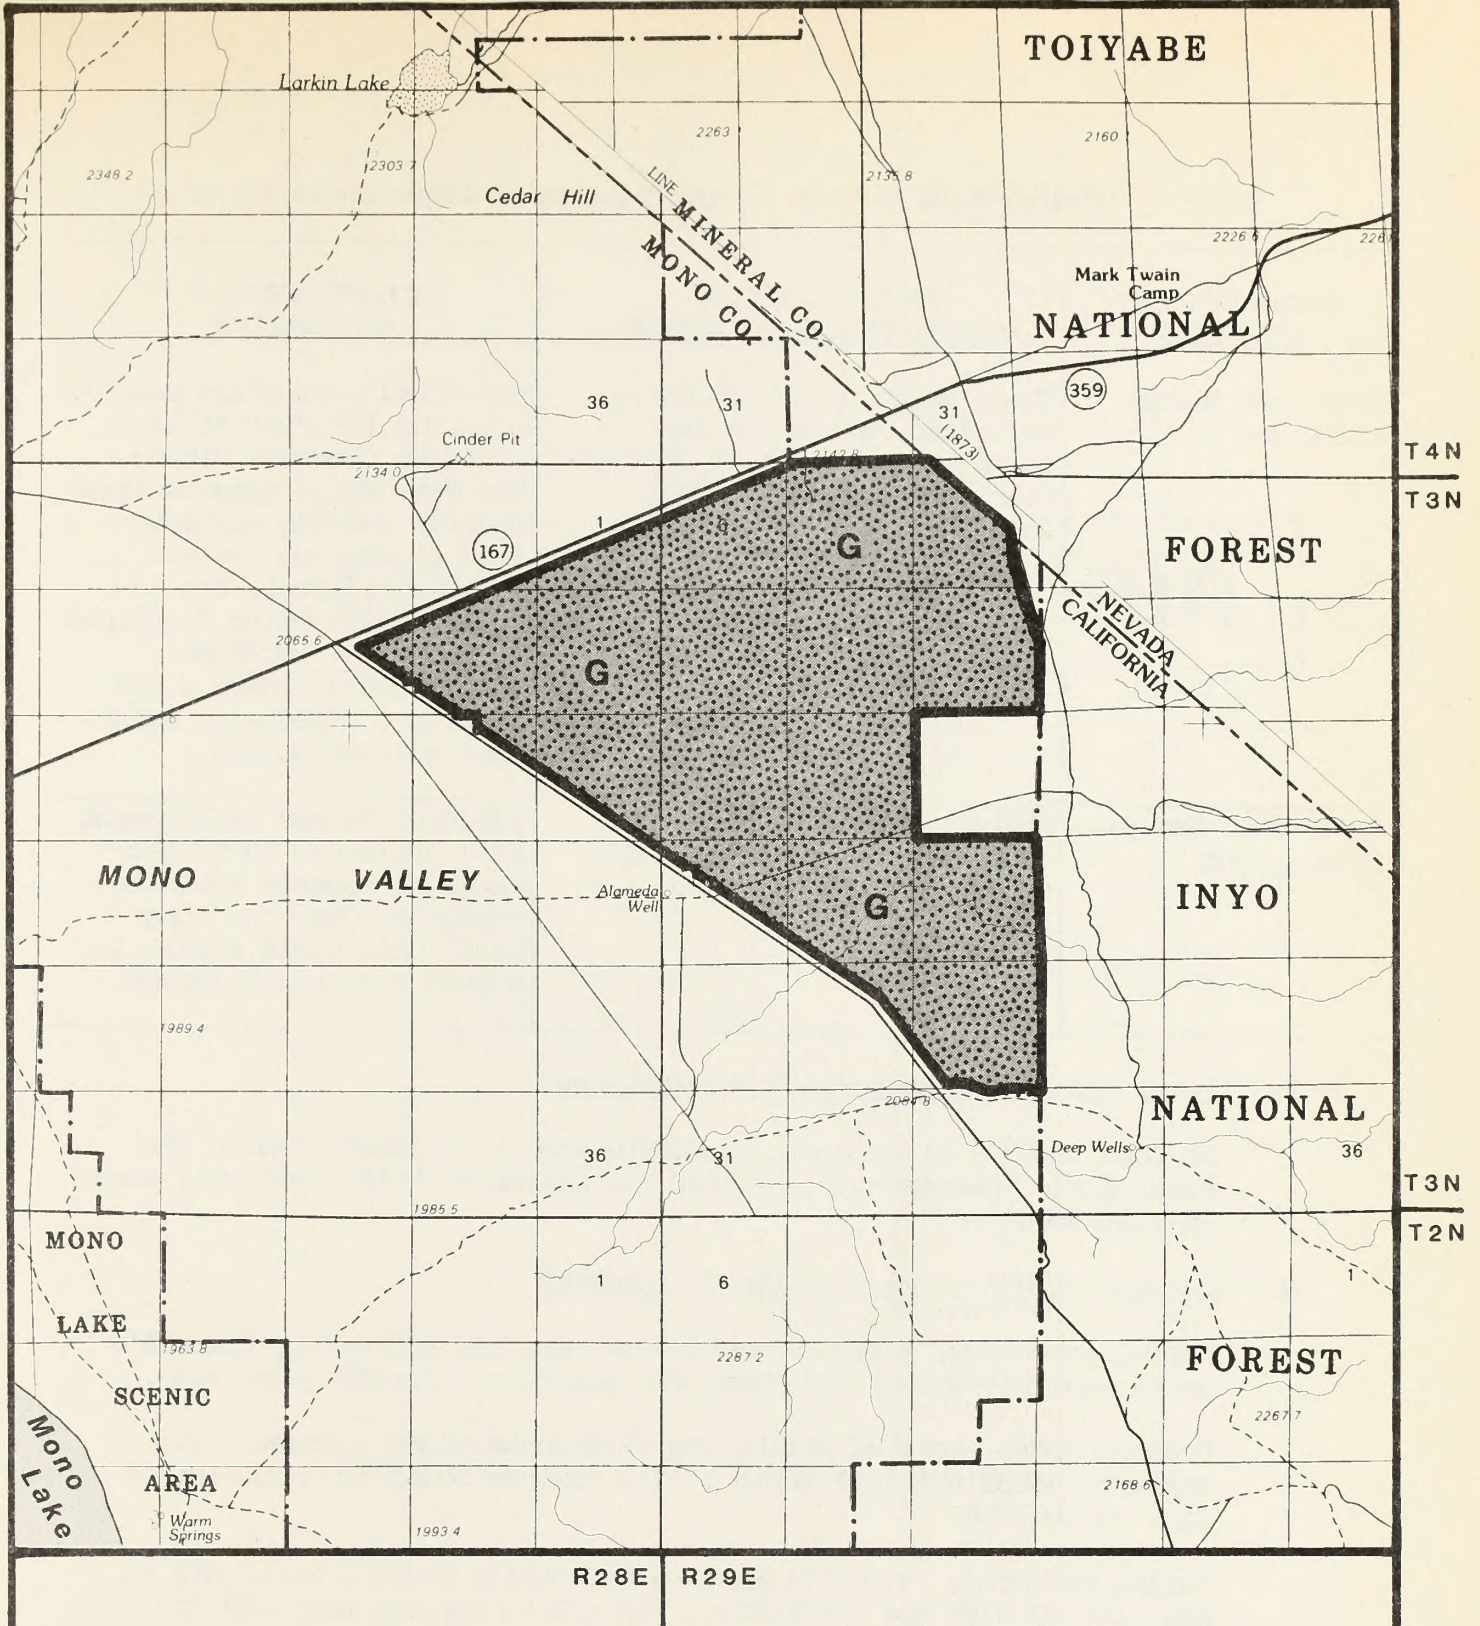 TOIYABE
Larkin Lake
2263
2160
2348 2
2303 7
2135.8
LINE
Cedar Hill
MINERAL CO.
MONO CO.
2226 6
Mark Twain
Camp
NATIONAL
359
36
31
31
(1873)
Cinder Pit
2142.8
T4N
2134 0
T3N
1
6
167
G
FOREST
NEVADA
CALIFORNIA
2065 6
G
6
MONO VALLEY
Alameda
Well
G
INYO
1989 4
2084 8
NATIONAL
Deep Wells
36
31
36
T3N
1985 5
T2N
MONO
1
6
1
LAKE
1963.8
2287 2
FOREST
SCENIC
2267.7
Mono
Lake
AREA
2168 6
Warm
Springs
1993 4
R28E
R29E